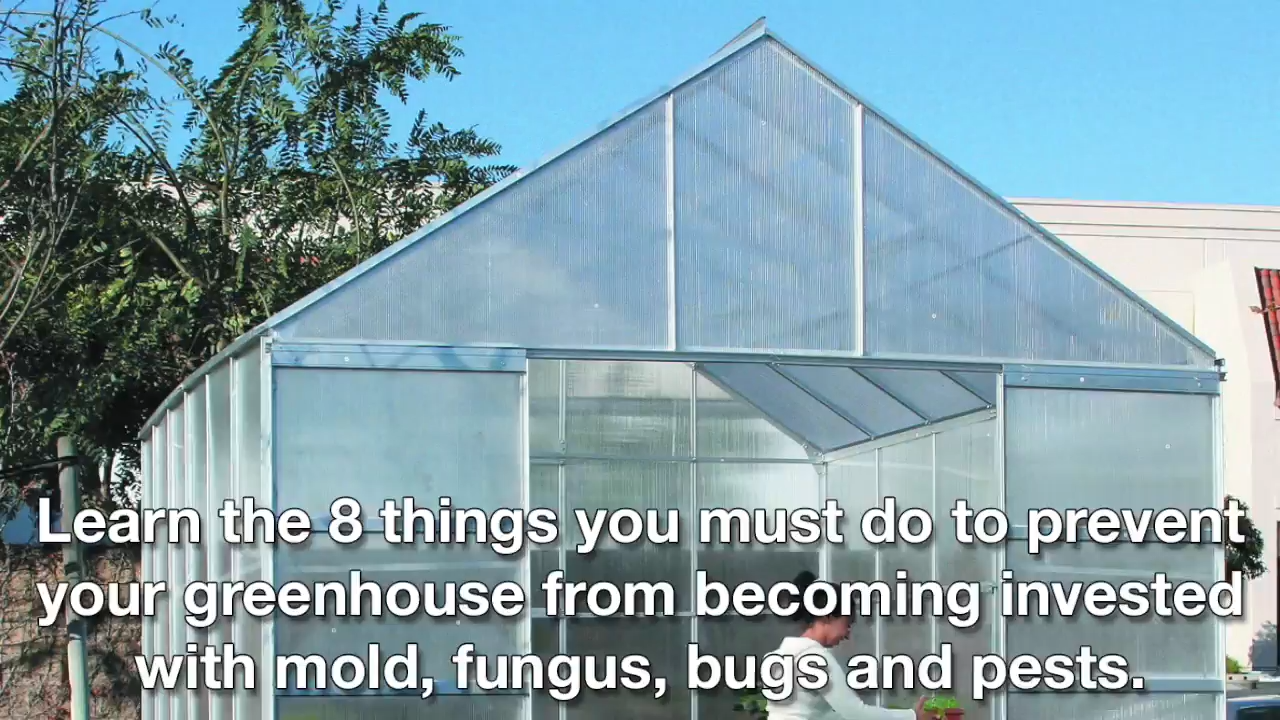 Learn the 8 things you must do to prevent
your greenhouse from becoming invested
with mold, fungus, bugs and pests.